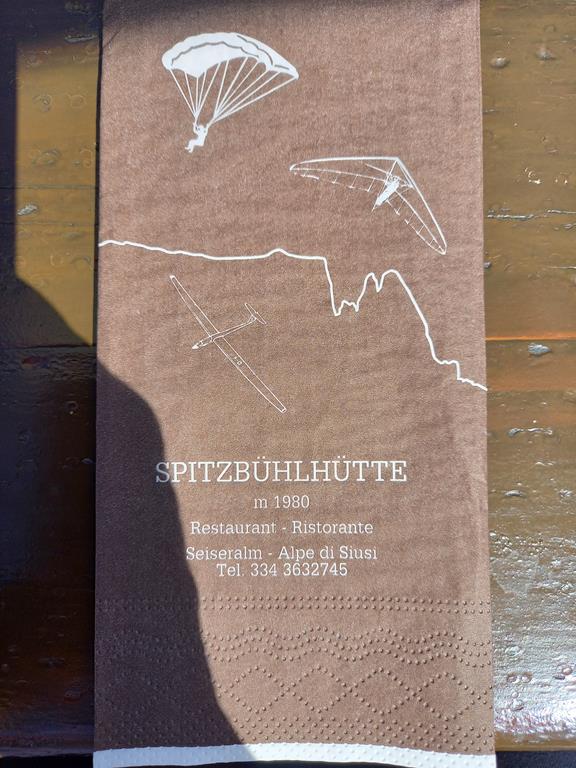 SPITZBÜHLHÜTTE
m 1980
Restaurant - Ristorante
Seiseralm - Alpe di Siusi
Tel. 334 3632745